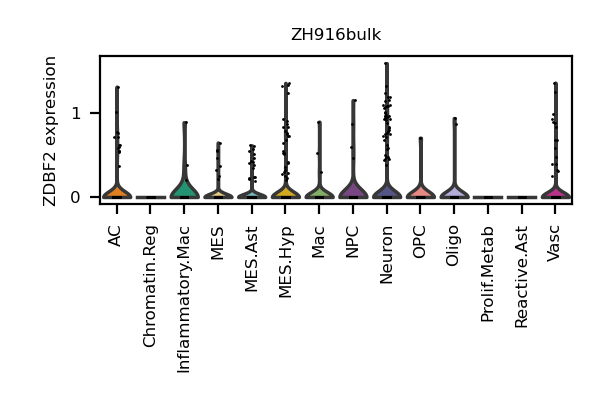 ZH916bulk
ZDBF2 expression
1
0
AC
Chromatin.Reg
Inflammatory.Mac
MES
MES.Ast
MES.Hyp
Mac
NPC
Neuron
OPC
Oligo
Prolif.Metab
Reactive.Ast
Vasc